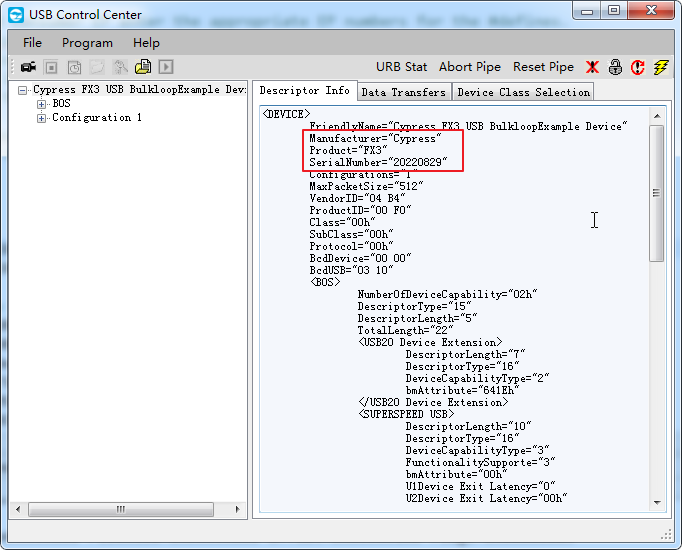 USB Control Center
File Program Help
URB Stat Abort Pipe Reset Pipe
Cypress FX3 USB BulkloopExample Dev
BOS
Configuration 1
Descriptor Info Data Transfers Device Class Selection
<DEVICE>
FriendlyName="Cypress FX3 USB BulkloopExample Device"
Manufacturer="Cypress"
Product="FX3"
SerialNumber="20220829"
Configurations="1"
MaxPacketSize="512"
VendorID="04 B4"
ProductID="00 F0"
Class="00h"
SubClass="00h"
Protocol="00h"
BcdDevice="00 00"
BcdUSB="03 10"
<BOS>
NumberOfDeviceCapability="02h"
DescriptorType="15"
DescriptorLength="5"
TotalLength="22"
<USB20 Device Extension>
DescriptorLength="7"
DescriptorType="16"
DeviceCapabilityType="2"
bmAttribute="641Eh"
</USB20 Device Extension>
<SUPERSPEED USB>
DescriptorLength="10"
DescriptorType="16"
DeviceCapabilityType="3"
FunctionalitySupporte="3"
bmAttribute="00h"
U1Device Exit Latency="0"
U2Device Exit Latency="00h"